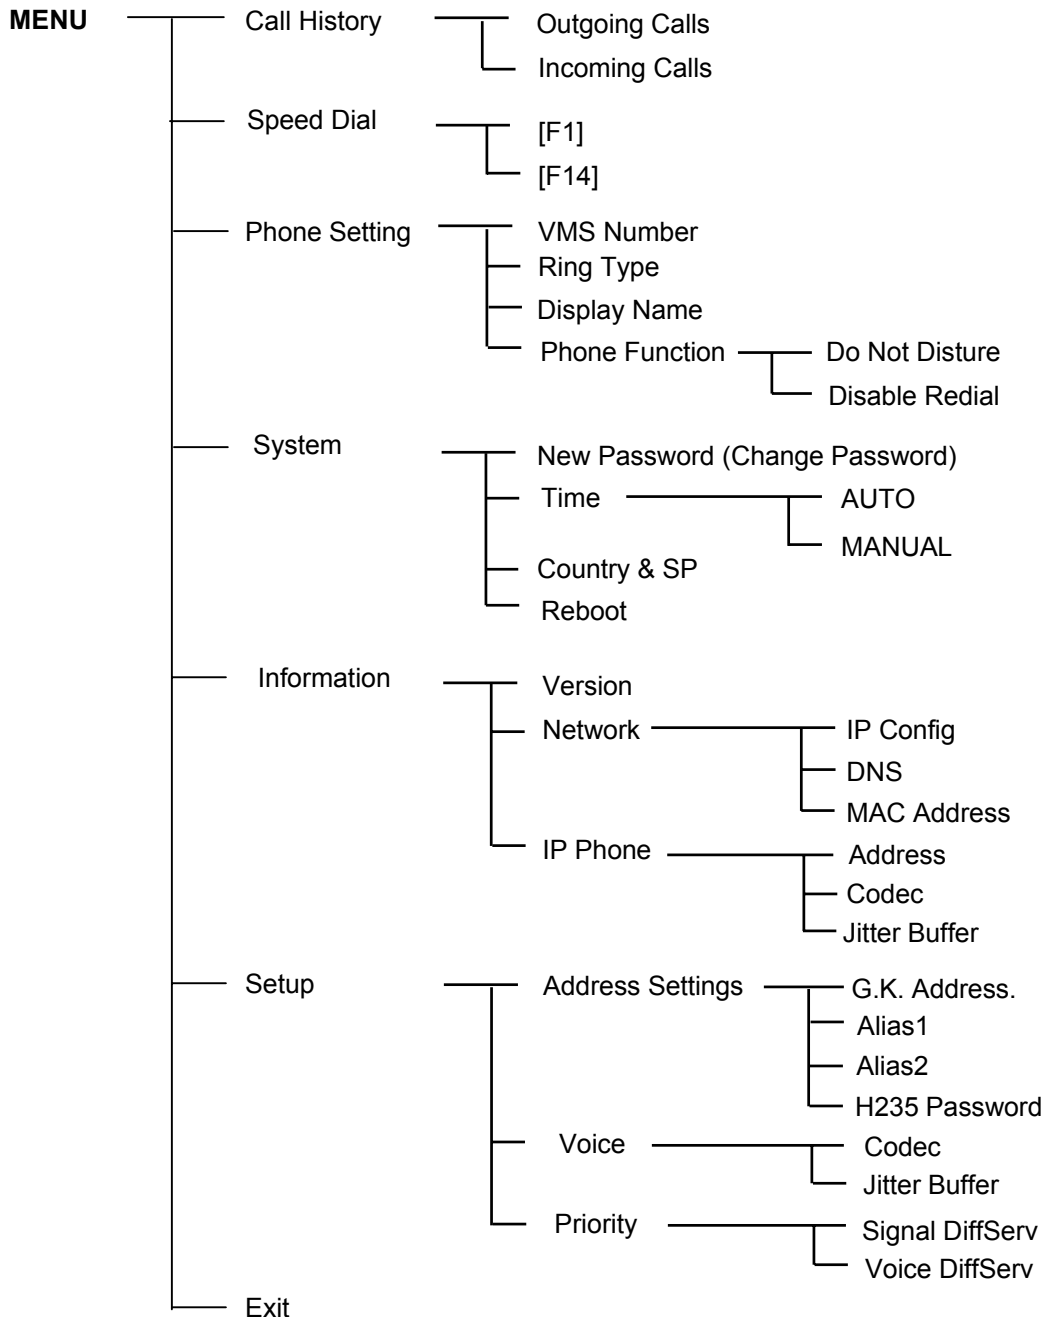 MENU
Call History
Outgoing Calls
Incoming Calls
Speed Dial
[F1]
[F14]
Phone Setting
VMS Number
Ring Type
Display Name
Phone Function
Do Not Disture
Disable Redial
System
New Password (Change Password)
Time
AUTO
MANUAL
Country & SP
Reboot
Information
Version
Network
IP Config
DNS
MAC Address
IP Phone
Address
Codec
Jitter Buffer
Setup
Address Settings
G.K. Address.
Alias1
Alias2
H235 Password
Voice
Codec
Jitter Buffer
Priority
Signal DiffServ
Voice DiffServ
Exit